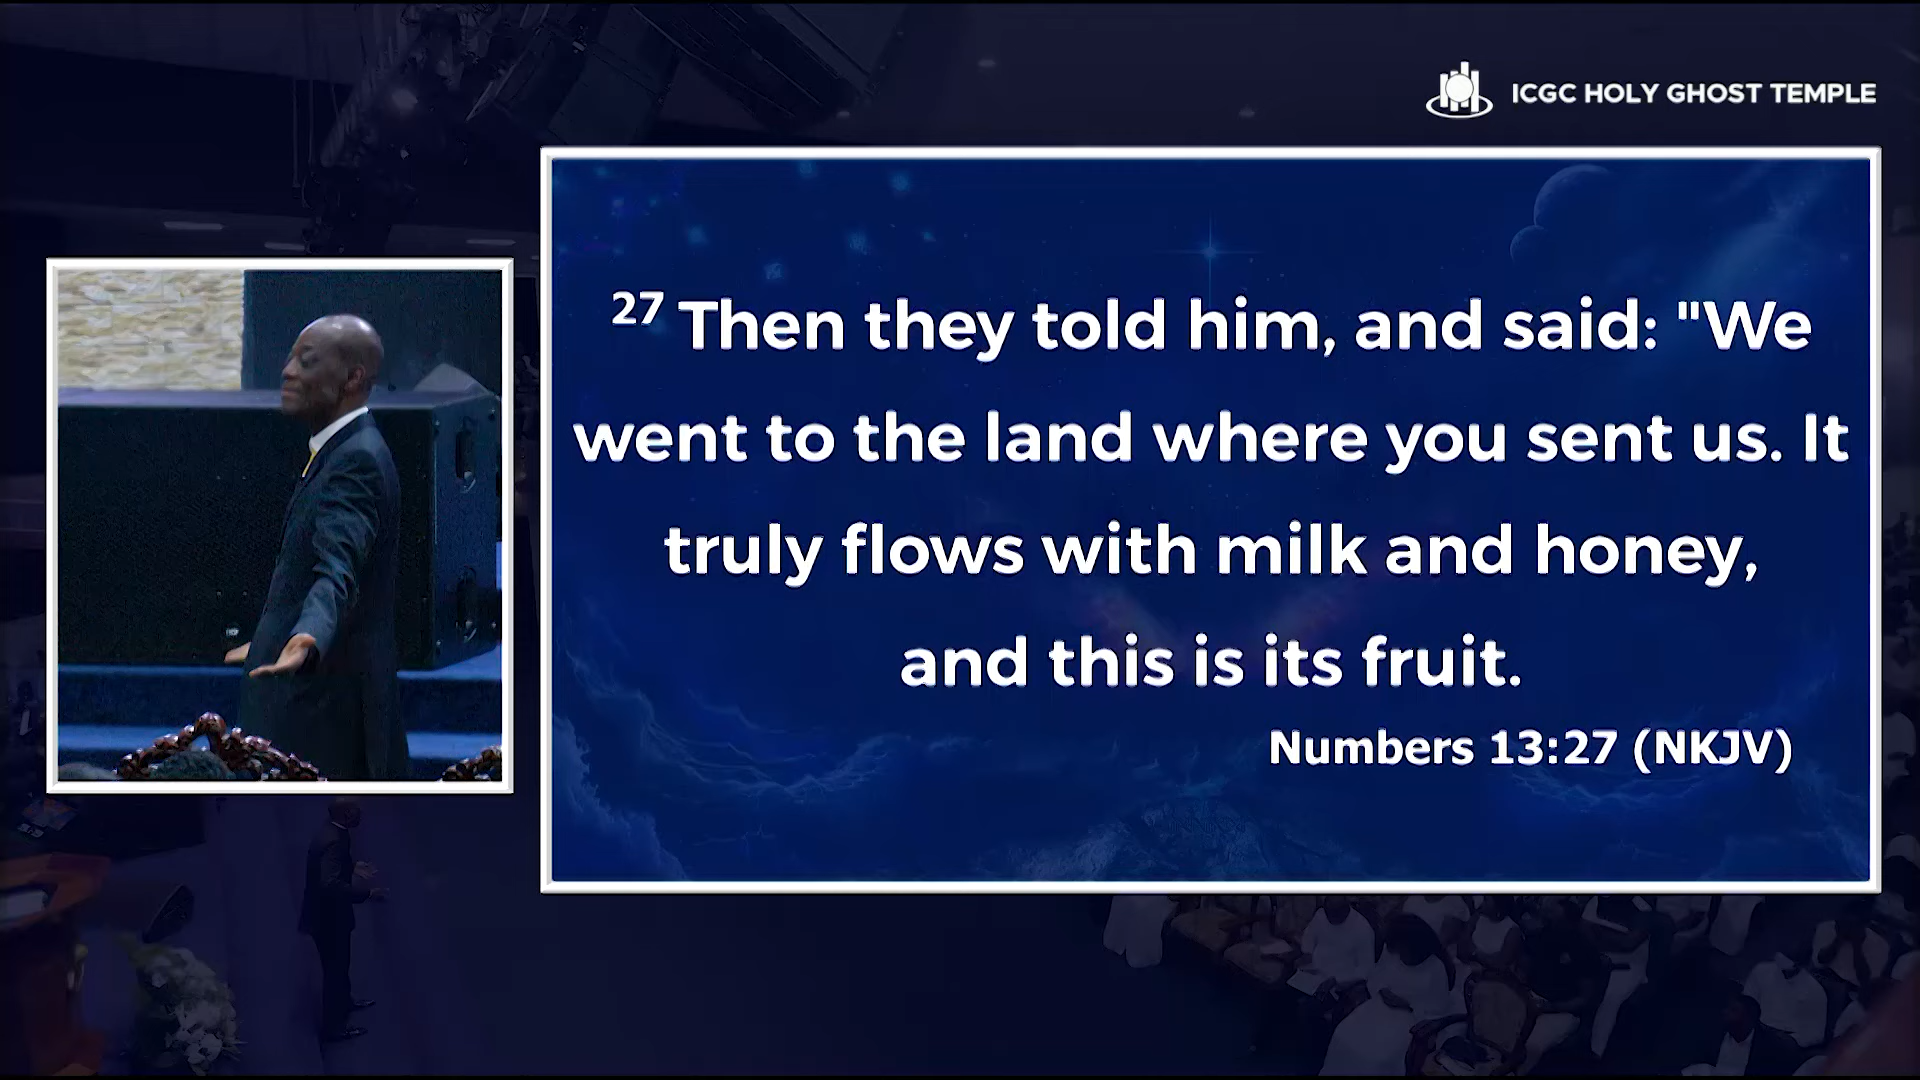 ICGC HOLY GHOST TEMPLE
27 Then they told him, and said: "We
went to the land where you sent us. It
truly flows with milk and honey,
and this is its fruit.
Numbers 13:27 (NKJV)